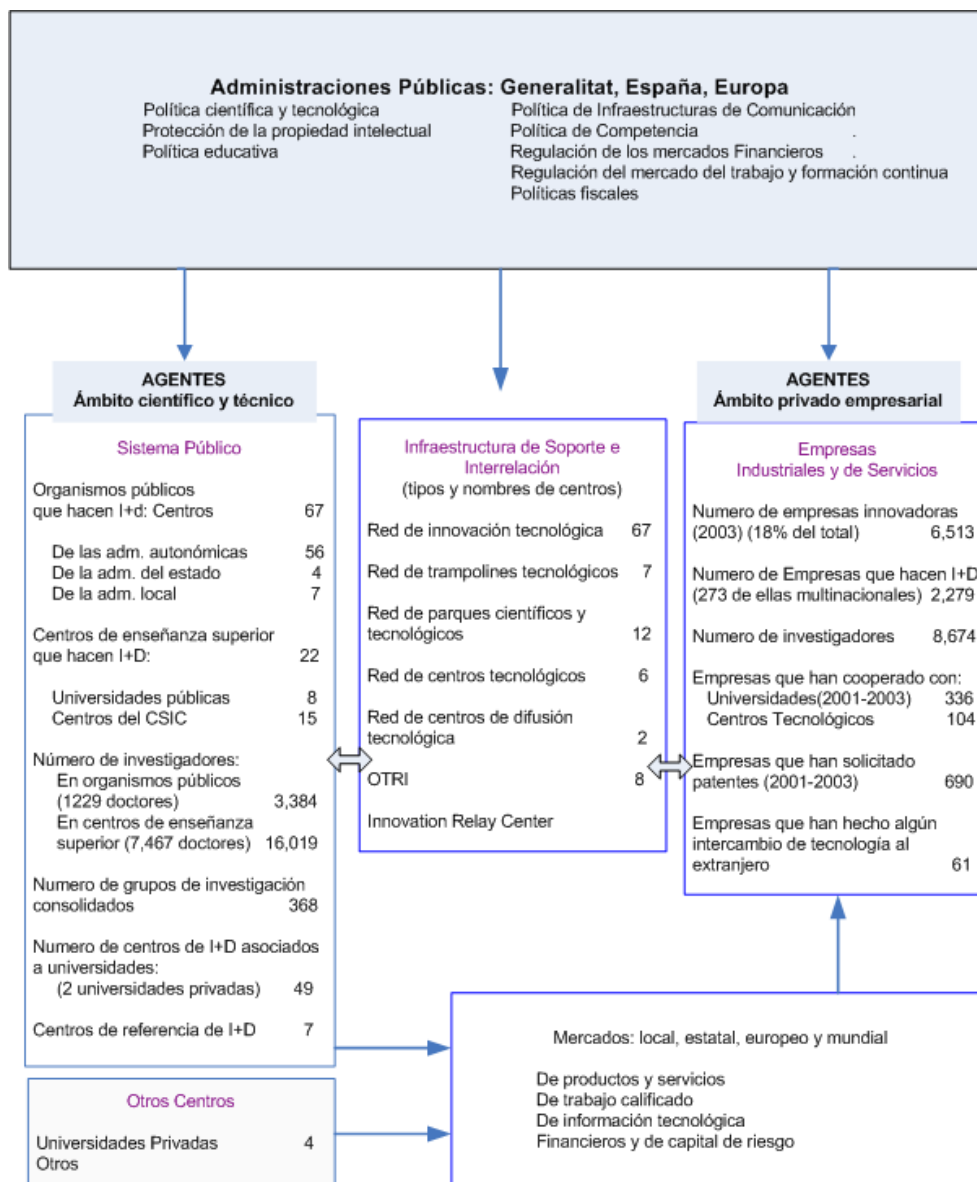 Administraciones Públicas: Generalitat, España, Europa
Política científica y tecnológica
Protección de la propiedad intelectual
Política educativa
Política de Infraestructuras de Comunicación
Política de Competencia .
Regulación de los mercados Financieros .
Regulación del mercado del trabajo y formación continua
Políticas fiscales
AGENTES
Ámbito científico y técnico
Sistema Público
Organismos públicos
que hacen I+d: Centros 67
De las adm. autonómicas 56
De la adm. del estado 4
De la adm. local 7
Centros de enseñanza superior
que hacen I+D: 22
Universidades públicas 8
Centros del CSIC 15
Número de investigadores:
En organismos públicos
(1229 doctores) 3,384
En centros de enseñanza
superior (7,467 doctores) 16,019
Numero de grupos de investigación
consolidados 368
Numero de centros de I+D asociados
a universidades:
(2 universidades privadas) 49
Centros de referencia de I+D 7
Otros Centros
Universidades Privadas 4
Otros
Infraestructura de Soporte e
Interrelación
(tipos y nombres de centros)
Red de innovación tecnológica 67
Red de trampolines tecnológicos 7
Red de parques científicos y
tecnológicos 12
Red de centros tecnológicos 6
Red de centros de difusión
tecnológica 2
OTRI 8
Innovation Relay Center
AGENTES
Ámbito privado empresarial
Empresas
Industriales y de Servicios
Numero de empresas innovadoras
(2003) (18% del total) 6,513
Numero de Empresas que hacen I+D
(273 de ellas multinacionales) 2,279
Numero de investigadores 8,674
Empresas que han cooperado con:
Universidades(2001-2003) 336
Centros Tecnológicos 104
Empresas que han solicitado
patentes (2001-2003) 690
Empresas que han hecho algún
intercambio de tecnología al
extranjero 61
Mercados: local, estatal, europeo y mundial
De productos y servicios
De trabajo calificado
De información tecnológica
Financieros y de capital de riesgo